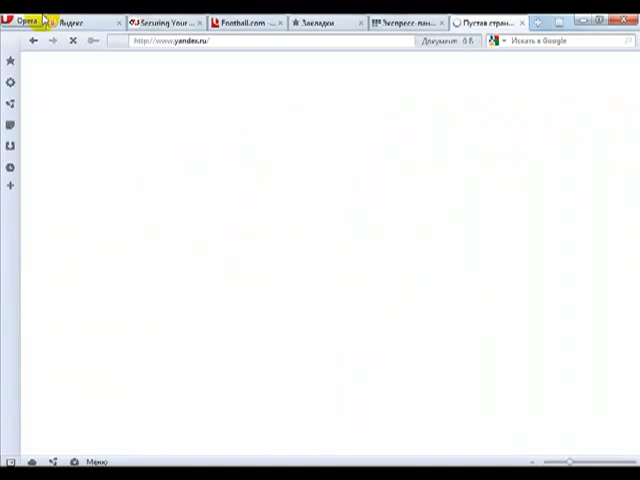 Opera
Яндекс
Securing Your ...
Football.com -...
Закладки
Экспресс-пан...
Пустая стран...
http://www.yandex.ru/
Документ: 0 Б
Искать в Google
Меню